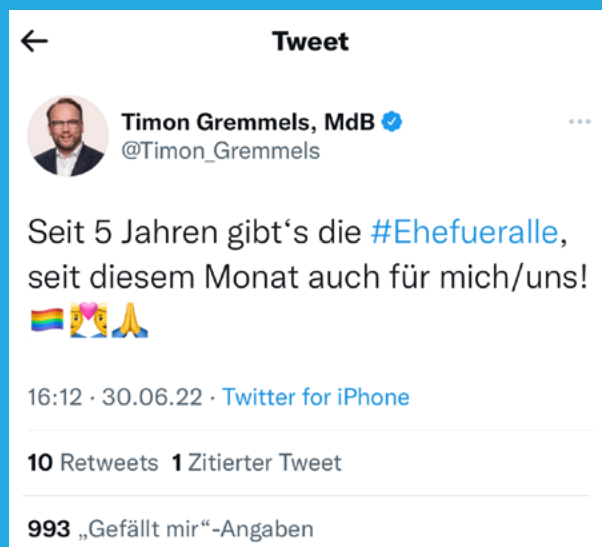 Tweet
Timon Gremmels, MdB
@Timon_Gremmels
Seit 5 Jahren gibt‘s die #Ehefueralle,
seit diesem Monat auch für mich/uns!
🏳️‍🌈👨‍❤️‍👨🙏
16:12 · 30.06.22 · Twitter for iPhone
10 Retweets 1 Zitierter Tweet
993 „Gefällt mir“-Angaben